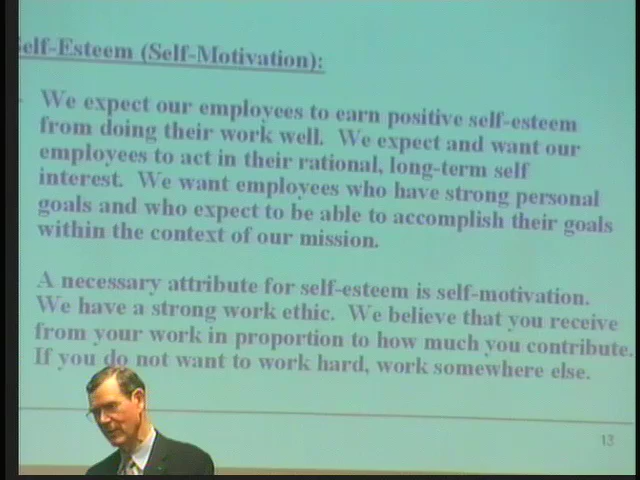 Self-Esteem (Self-Motivation):
We expect our employees to earn positive self-esteem
from doing their work well. We expect and want our
employees to act in their rational, long-term self
interest. We want employees who have strong personal
goals and who expect to be able to accomplish their goals
within the context of our mission.
A necessary attribute for self-esteem is self-motivation.
We have a strong work ethic. We believe that you receive
from your work in proportion to how much you contribute.
If you do not want to work hard, work somewhere else.
13